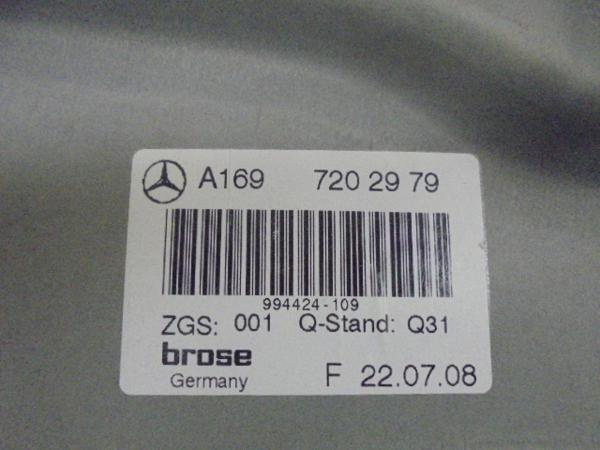 A169 720 29 79
994424-109
ZGS: 001 Q-Stand: Q31
brose
Germany F 22.07.08